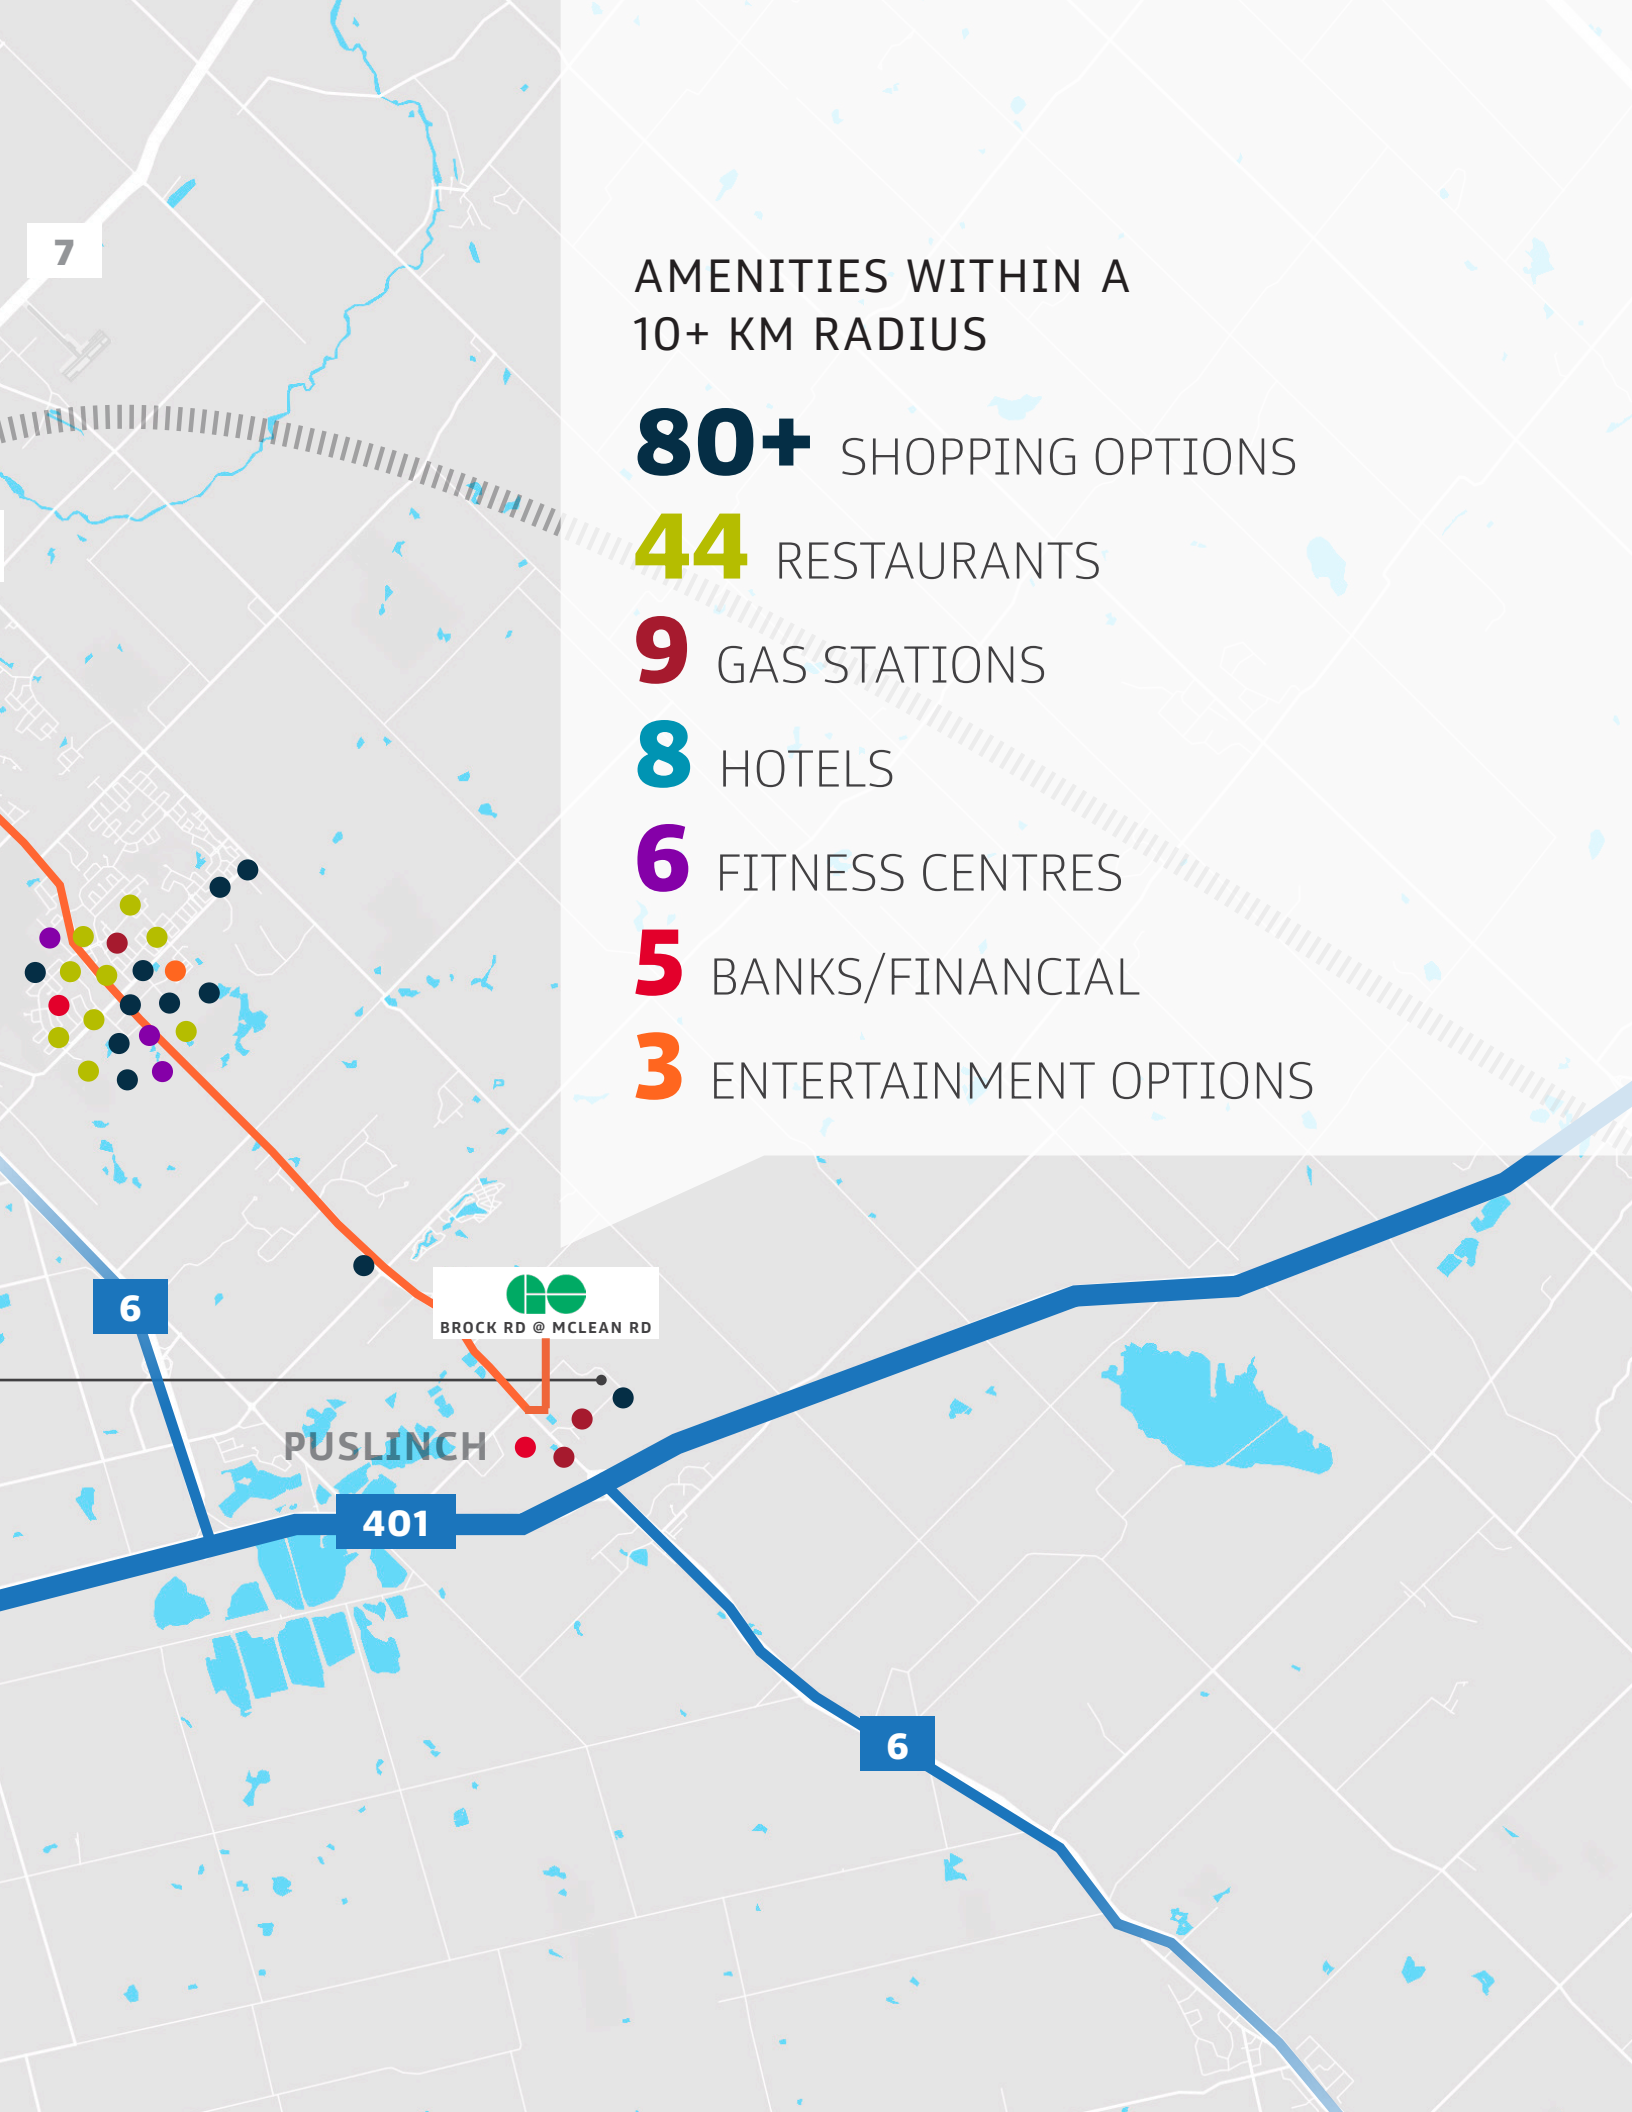 7
AMENITIES WITHIN A
10+ KM RADIUS
80+ SHOPPING OPTIONS
44 RESTAURANTS
9 GAS STATIONS
8 HOTELS
6 FITNESS CENTRES
5 BANKS/FINANCIAL
3 ENTERTAINMENT OPTIONS
6
GO
BROCK RD @ MCLEAN RD
PUSLINCH
401
6